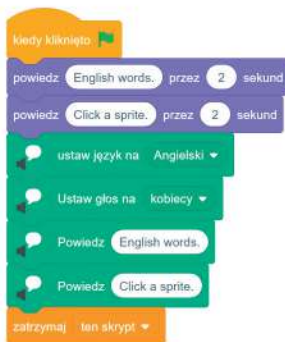 kiedy kliknięto
powiedz English words. przez 2 sekund
powiedz Click a sprite. przez 2 sekund
ustaw język na Angielski
Ustaw głos na kobiecy
Powiedz English words.
Powiedz Click a sprite.
zatrzymaj ten skrypt